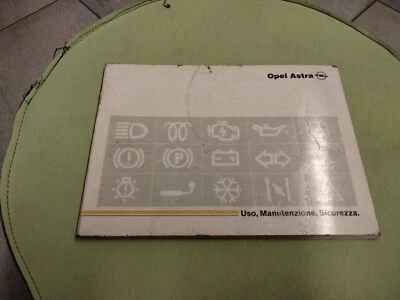 Opel Astra
P
Uso, Manutenzione, Sicurezza.